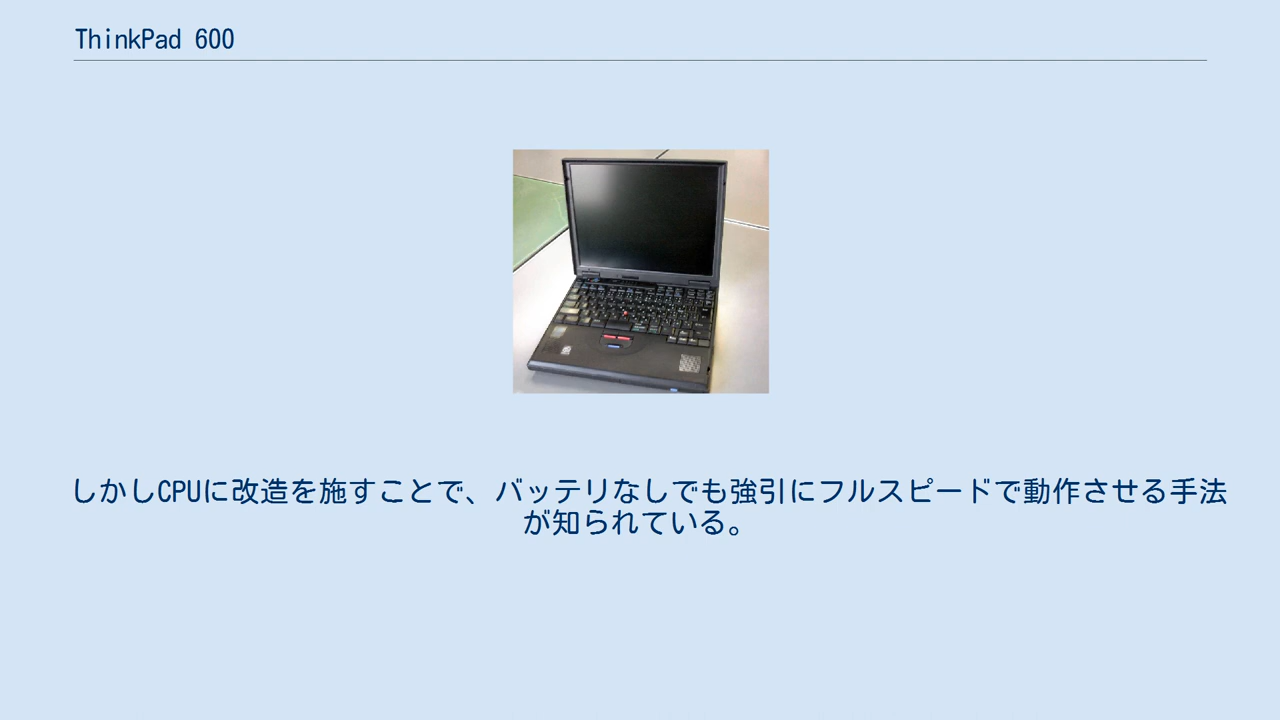 ThinkPad 600
しかしCPUに改造を施すことで、バッテリなしでも強引にフルスピードで動作させる手法
が知られている。